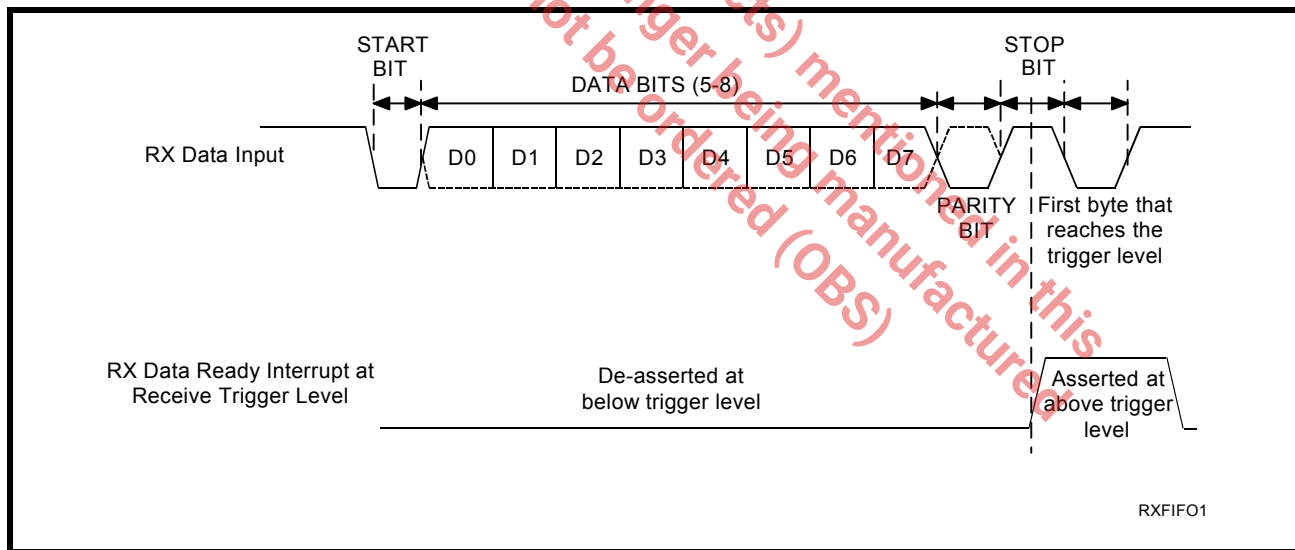 START
BIT
STOP
BIT
DATA BITS (5-8)
RX Data Input
D0 D1 D2 D3 D4 D5 D6 D7
PARITY
BIT
First byte that
reaches the
trigger level
RX Data Ready Interrupt at
Receive Trigger Level
De-asserted at
below trigger level
Asserted at
above trigger
level
RXFIFO1
mentioned in this
being manufactured
not be ordered (OBS)